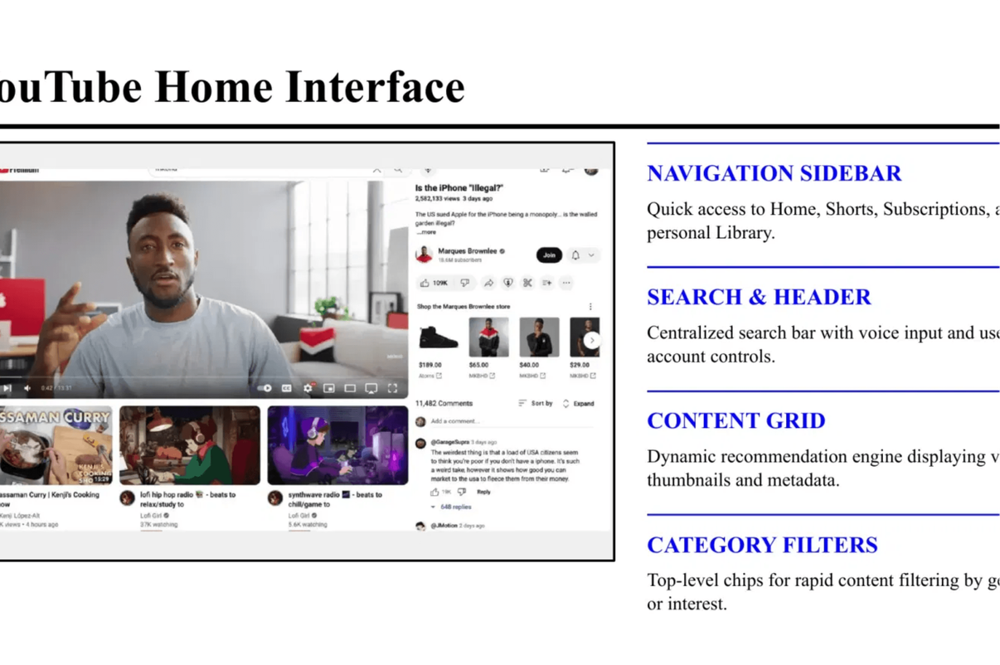 ouTube Home Interface
Premium
Is the iPhone "Illegal?"
2,582,133 views 3 days ago
The US sued Apple for the iPhone being a monopoly... is the walled
garden illegal?
...more
Marques Brownlee
18.6M subscribers
Join
109K
Shop the Marques Brownlee store
$189.00
$65.00
$40.00
$29.00
Atoms
MKBHD
MKBHD
MKBHD
0:42 / 13:31
CC
11,482 Comments
Sort by
Expand
Add a comment...
@GarageSupra 3 days ago
The weirdest thing is that a load of USA citizens seem
to think you're poor if you don't have a iphone. It's such
a weird take, however it shows how good you can
market to the usa to fleece them from their money.
19K
Reply
648 replies
@JMotion 2 days ago
SSAMAN CURRY
KENJI'S
COOKING
SHO
15:29
assaman Curry | Kenji's Cooking
ow
Kenji López-Alt
K views • 4 hours ago
lofi hip hop radio - beats to
relax/study to
Lofi Girl
37K watching
synthwave radio - beats to
chill/game to
Lofi Girl
5.6K watching
NAVIGATION SIDEBAR
Quick access to Home, Shorts, Subscriptions, a
personal Library.
SEARCH & HEADER
Centralized search bar with voice input and use
account controls.
CONTENT GRID
Dynamic recommendation engine displaying v
thumbnails and metadata.
CATEGORY FILTERS
Top-level chips for rapid content filtering by ge
or interest.